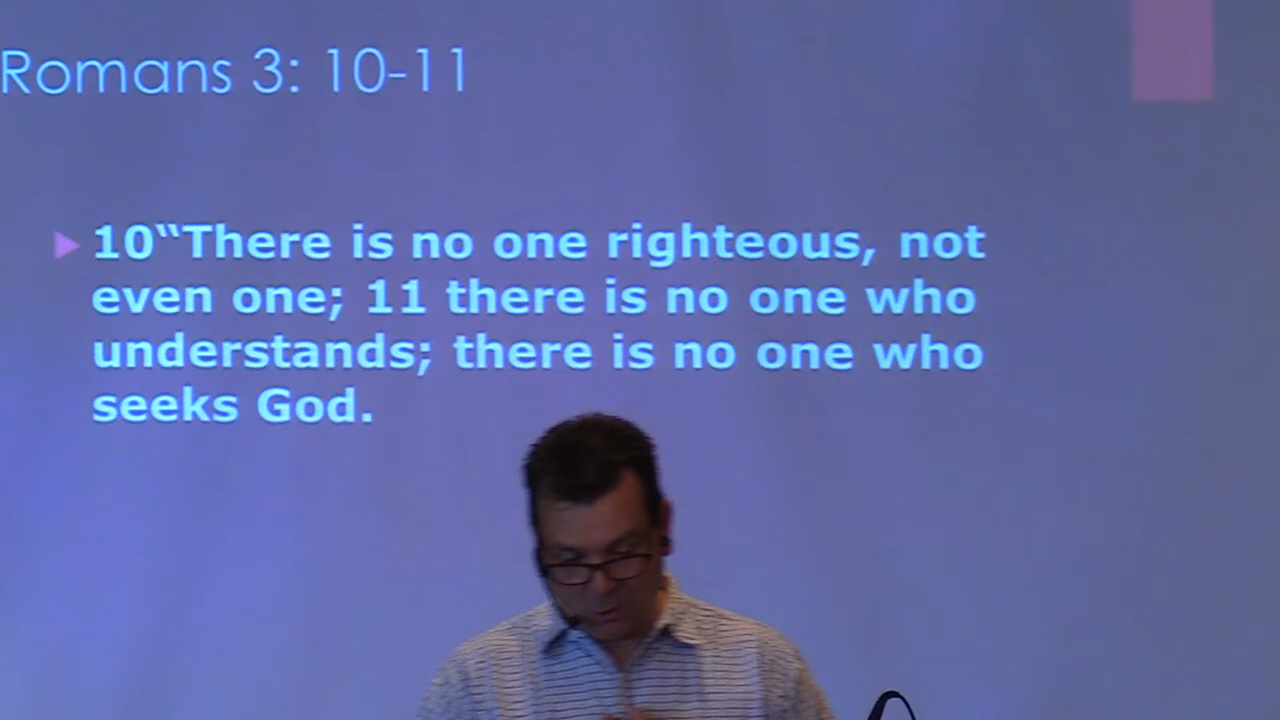 Romans 3: 10-11
10“There is no one righteous, not
even one; 11 there is no one who
understands; there is no one who
seeks God.